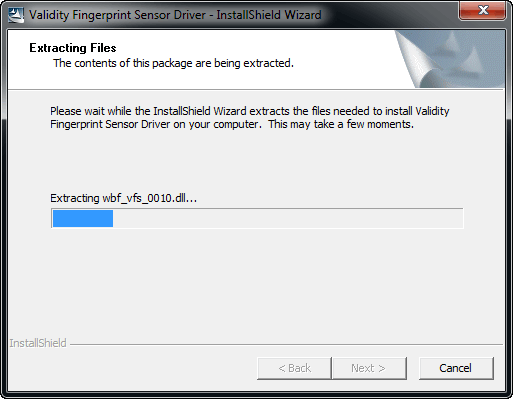 Validity Fingerprint Sensor Driver - InstallShield Wizard
Extracting Files
The contents of this package are being extracted.
Please wait while the InstallShield Wizard extracts the files needed to install Validity
Fingerprint Sensor Driver on your computer.  This may take a few moments.
Extracting wbf_vfs_0010.dll...
InstallShield
< Back
Next >
Cancel